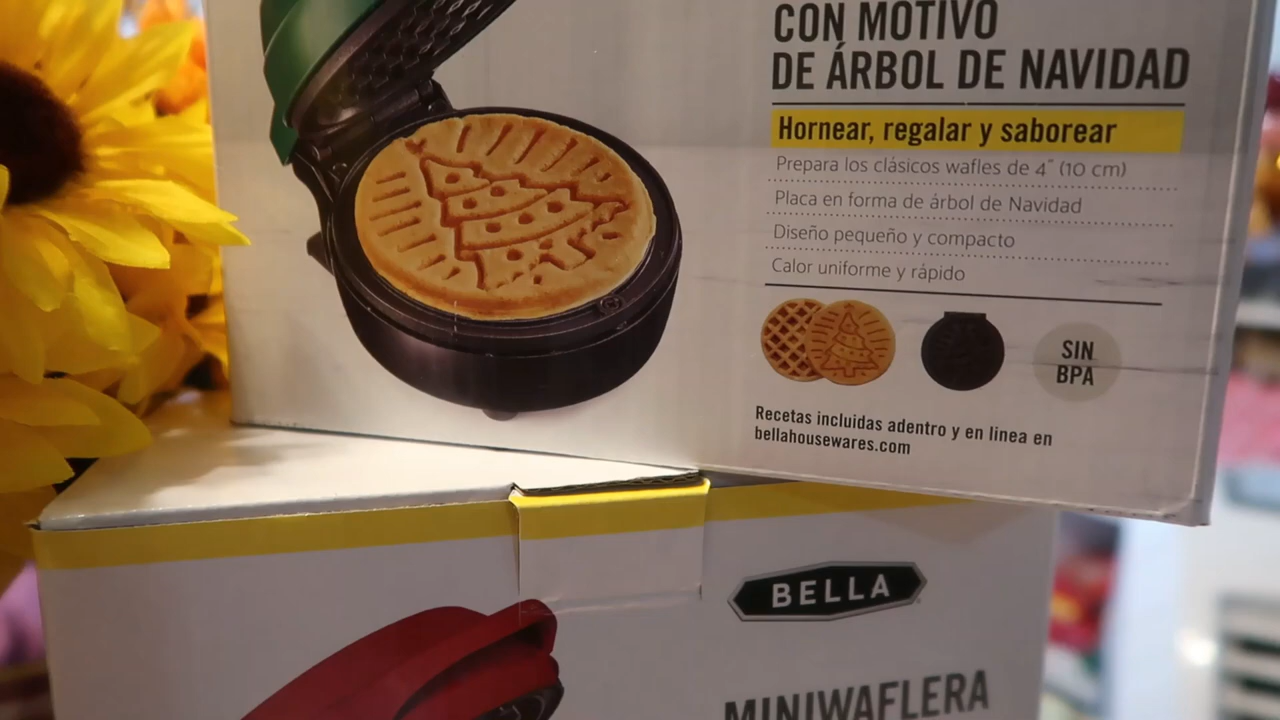 CON MOTIVO
DE ÁRBOL DE NAVIDAD
Hornear, regalar y saborear
Prepara los clásicos wafles de 4" (10 cm)
Placa en forma de árbol de Navidad
Diseño pequeño y compacto
Calor uniforme y rápido
SIN
BPA
Recetas incluidas adentro y en linea en
bellahousewares.com
BELLA
MINIWAFLERA